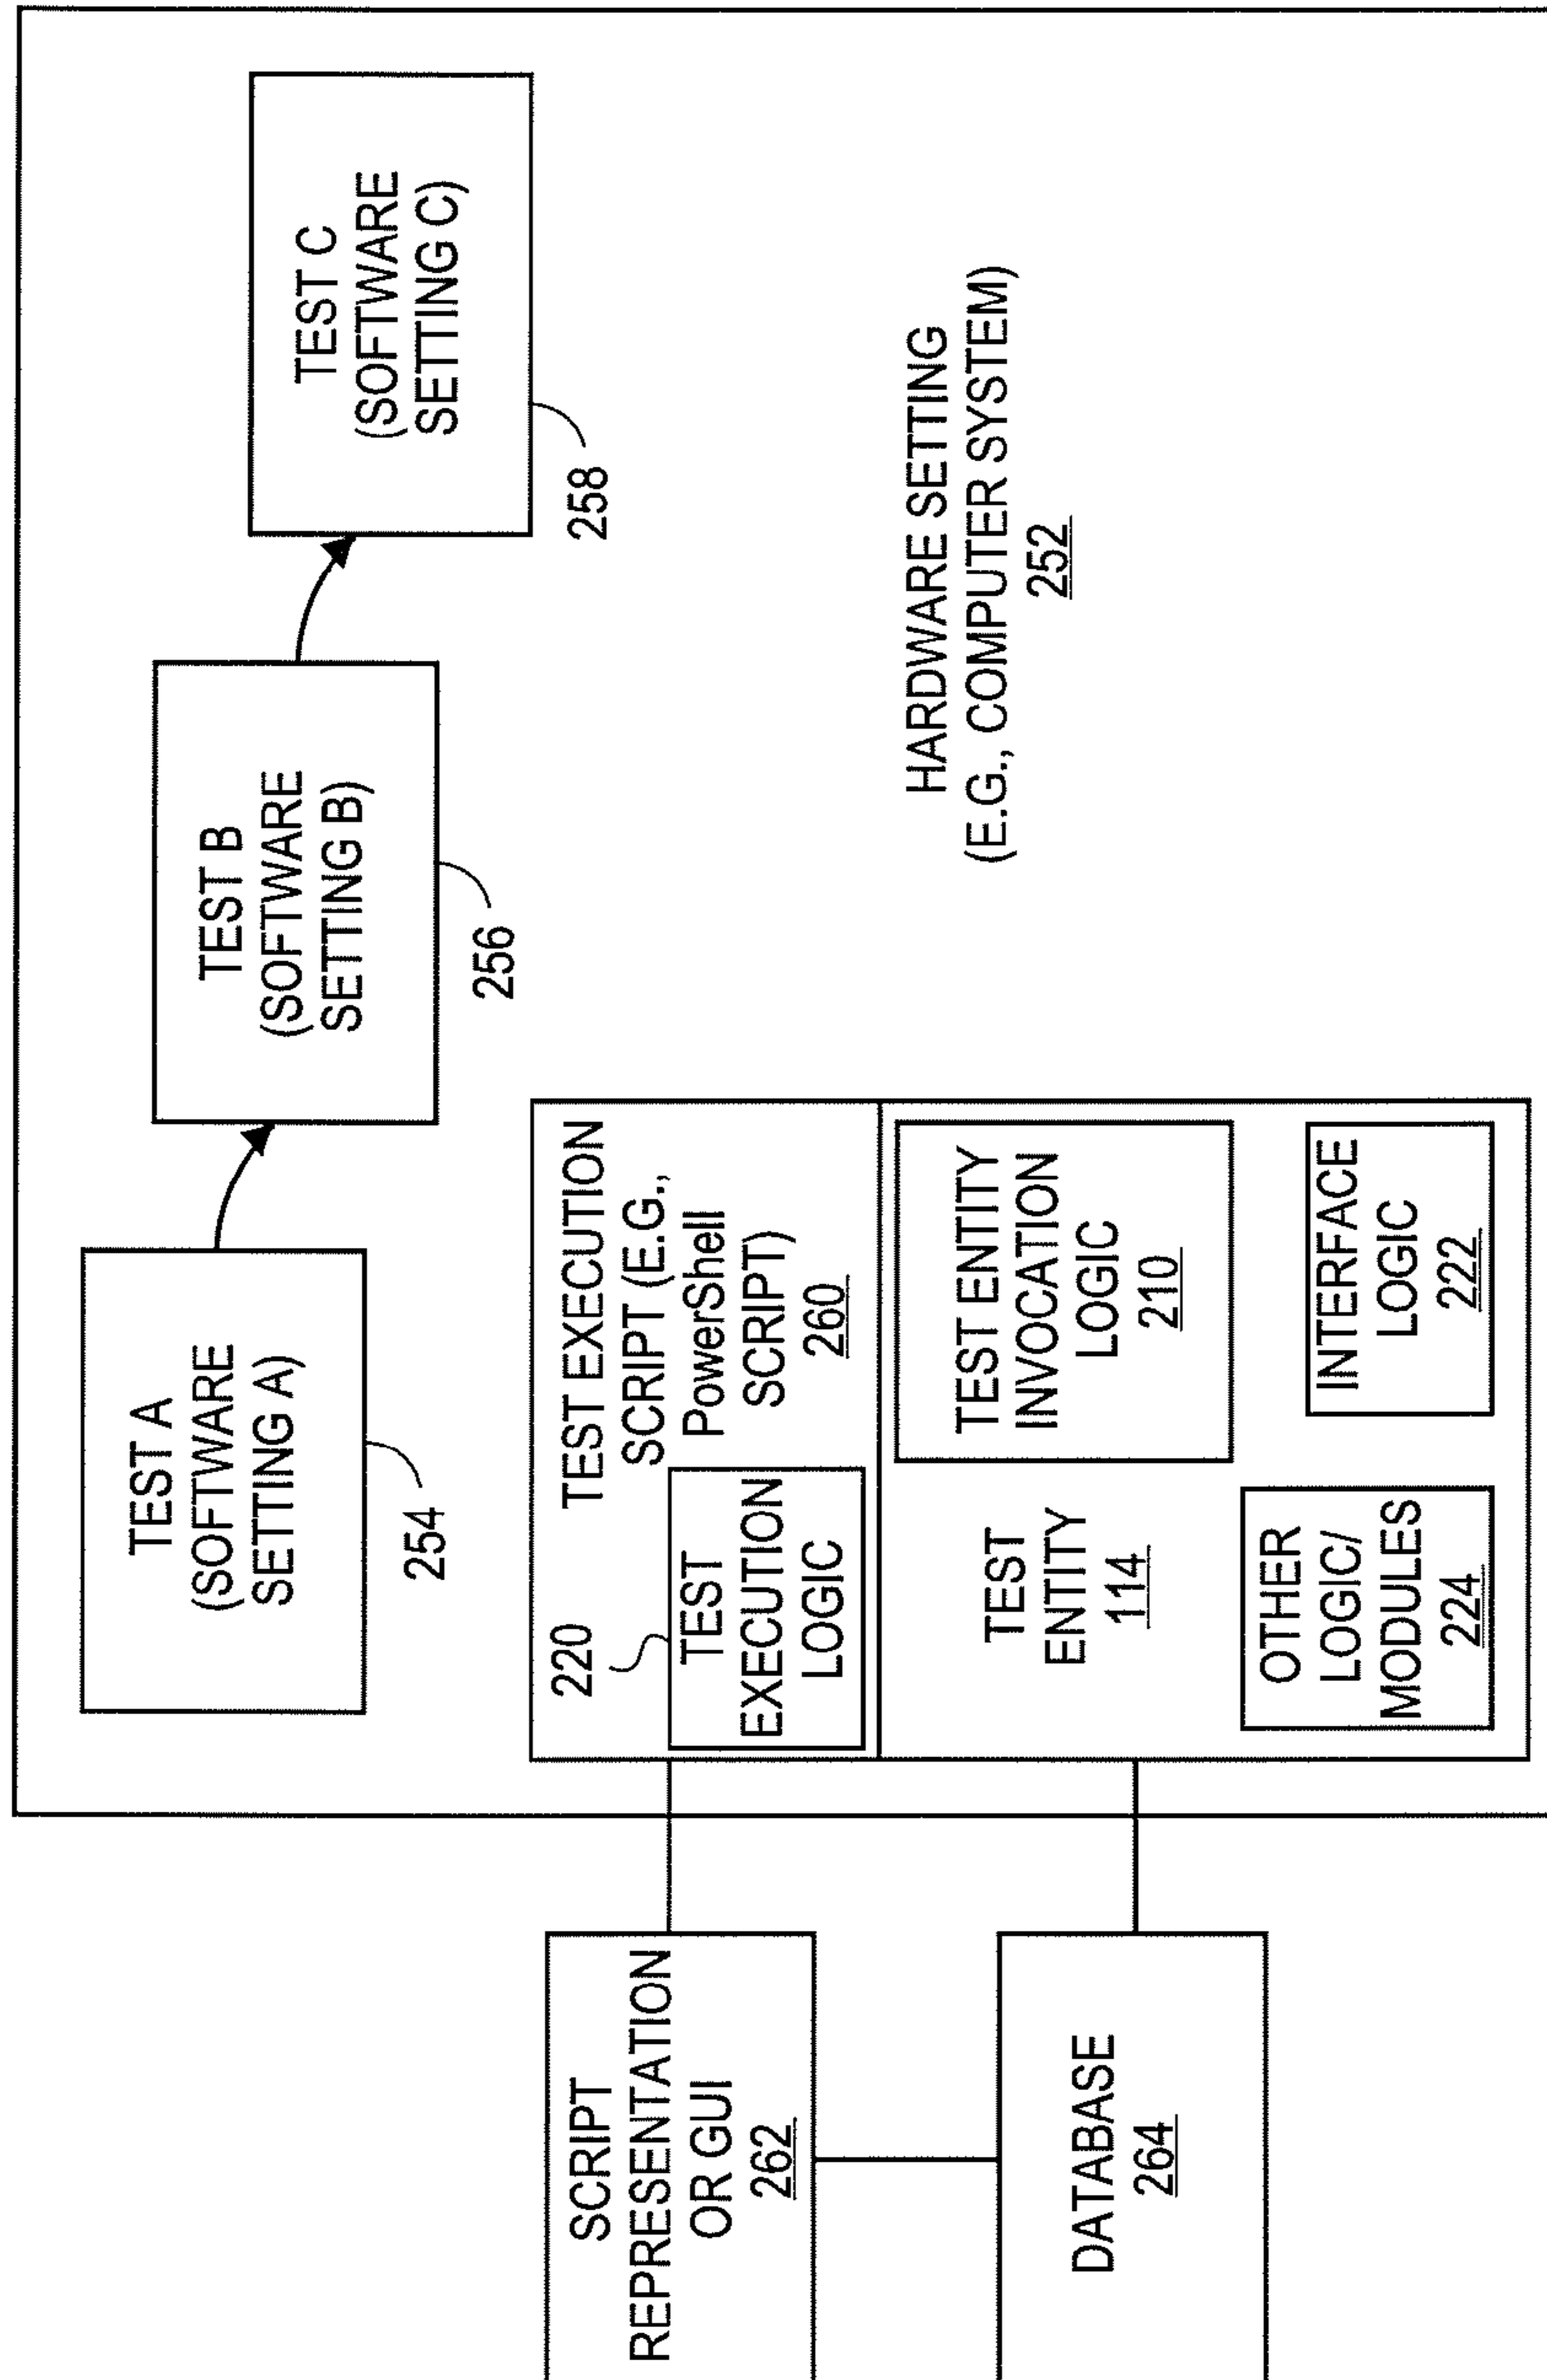 TEST A
(SOFTWARE
SETTING A)
254
TEST B
(SOFTWARE
SETTING B)
256
TEST C
(SOFTWARE
SETTING C)
258
SCRIPT
REPRESENTATION
OR GUI
262
DATABASE
264
TEST EXECUTION
SCRIPT (E.G.,
PowerShell
SCRIPT)
260
220
TEST
EXECUTION
LOGIC
TEST
ENTITY
114
TEST ENTITY
INVOCATION
LOGIC
210
OTHER
LOGIC/
MODULES
224
INTERFACE
LOGIC
222
HARDWARE SETTING
(E.G., COMPUTER SYSTEM)
252